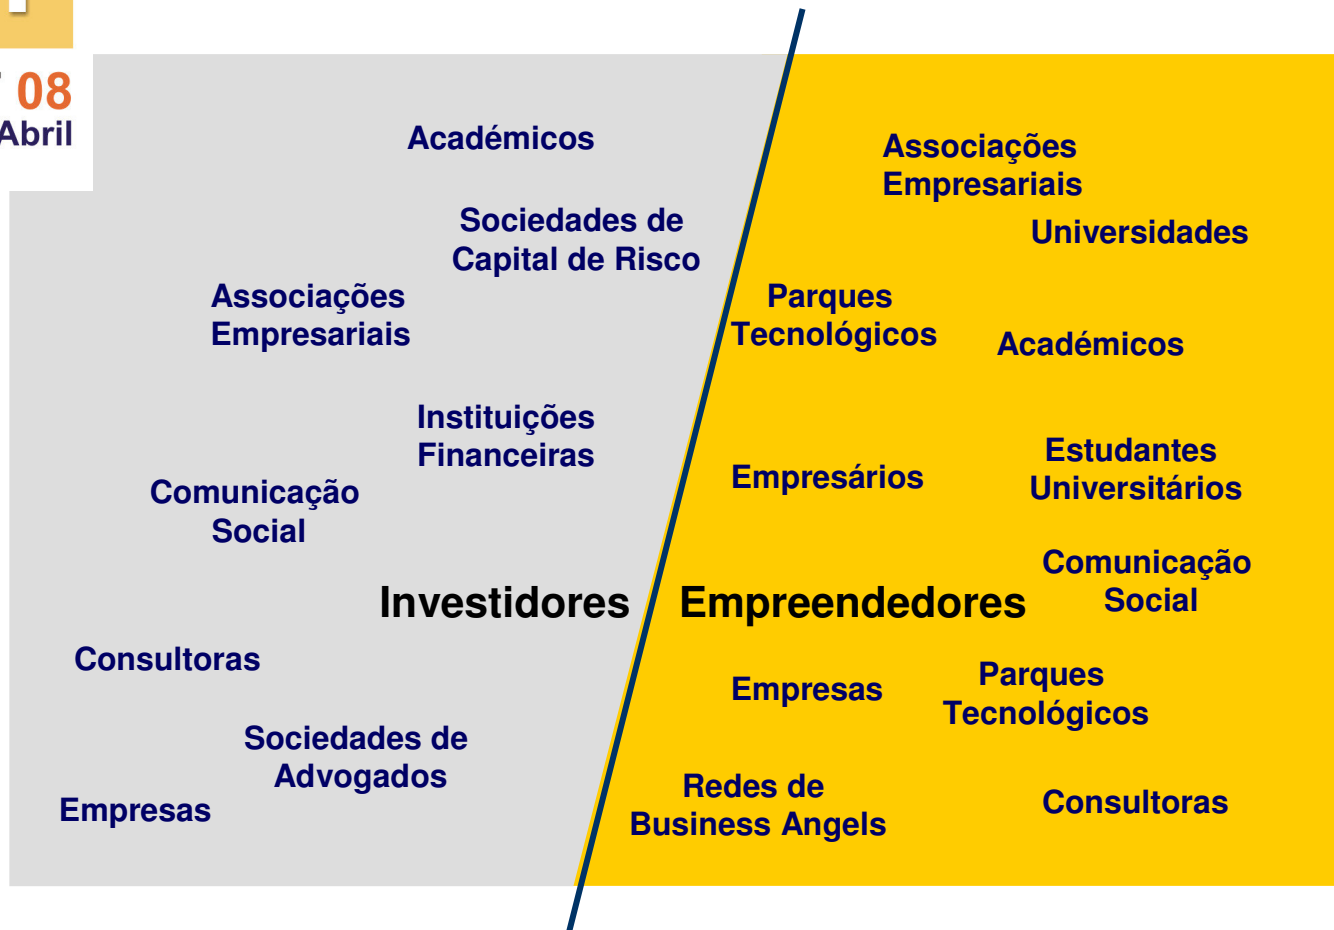 08
Abril
Académicos
Sociedades de
Capital de Risco
Associações
Empresariais
Instituições
Financeiras
Comunicação
Social
Investidores
Consultoras
Sociedades de
Advogados
Empresas
Associações
Empresariais
Universidades
Parques
Tecnológicos
Académicos
Empresários
Estudantes
Universitários
Comunicação
Social
Empreendedores
Empresas
Parques
Tecnológicos
Redes de
Business Angels
Consultoras